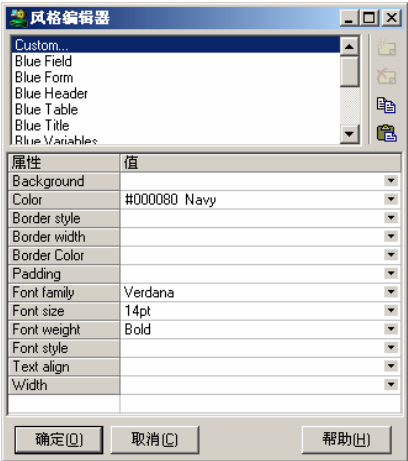 风格编辑器
Custom...
Blue Field
Blue Form
Blue Header
Blue Table
Blue Title
Blue Variables
属性 值
Background
Color #000080 Navy
Border style
Border width
Border Color
Padding
Font family Verdana
Font size 14pt
Font weight Bold
Font style
Text align
Width
确定(O) 取消(C) 帮助(H)